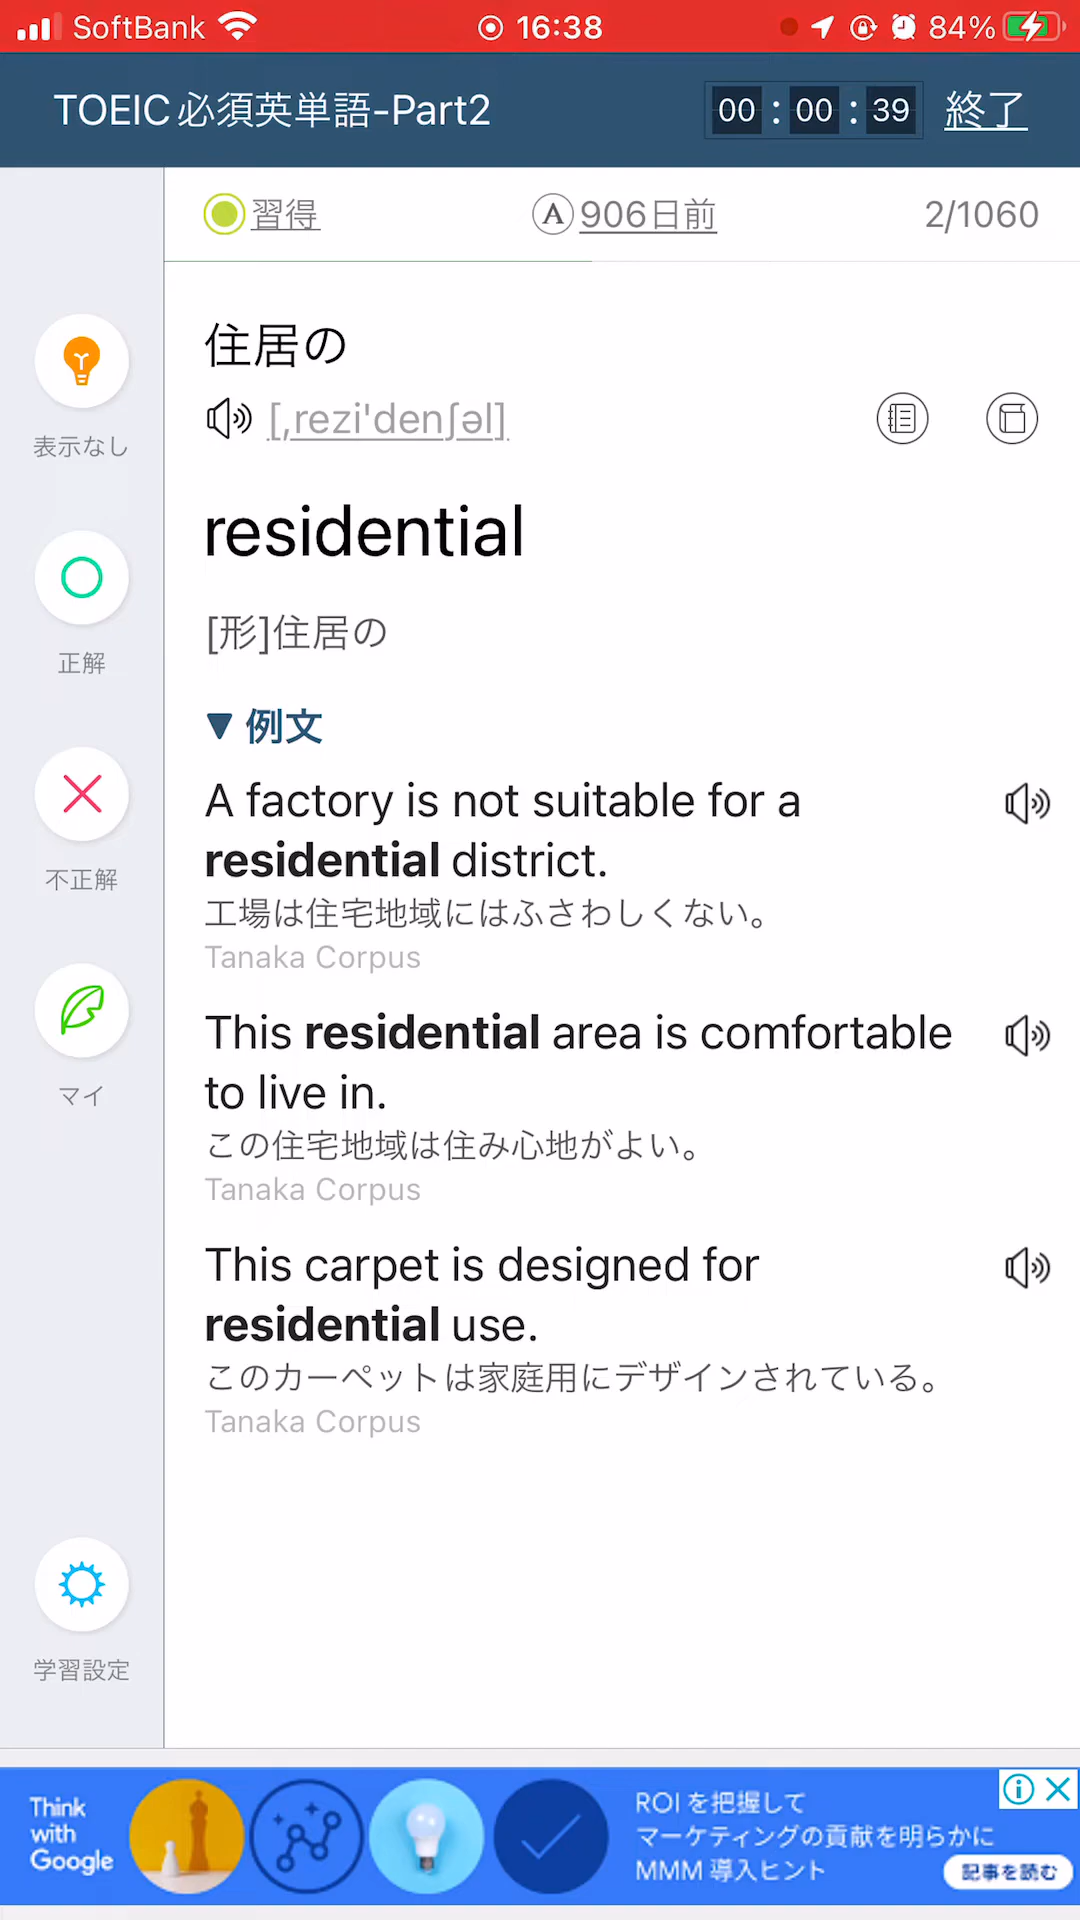 SoftBank 16:38 84%
TOEIC必須英単語-Part2 00:00:39 終了
習得 A 906日前 2/1060
住居の
[ˌrezi'denʃəl]
表示なし
residential
正解
[形]住居の
▼ 例文
A factory is not suitable for a
residential district.
不正解
工場は住宅地域にはふさわしくない。
Tanaka Corpus
This residential area is comfortable
to live in.
マイ
この住宅地域は住み心地がよい。
Tanaka Corpus
This carpet is designed for
residential use.
このカーペットは家庭用にデザインされている。
Tanaka Corpus
学習設定
Think
with
Google
ROI を把握して
マーケティングの貢献を明らかに
MMM 導入ヒント
記事を読む